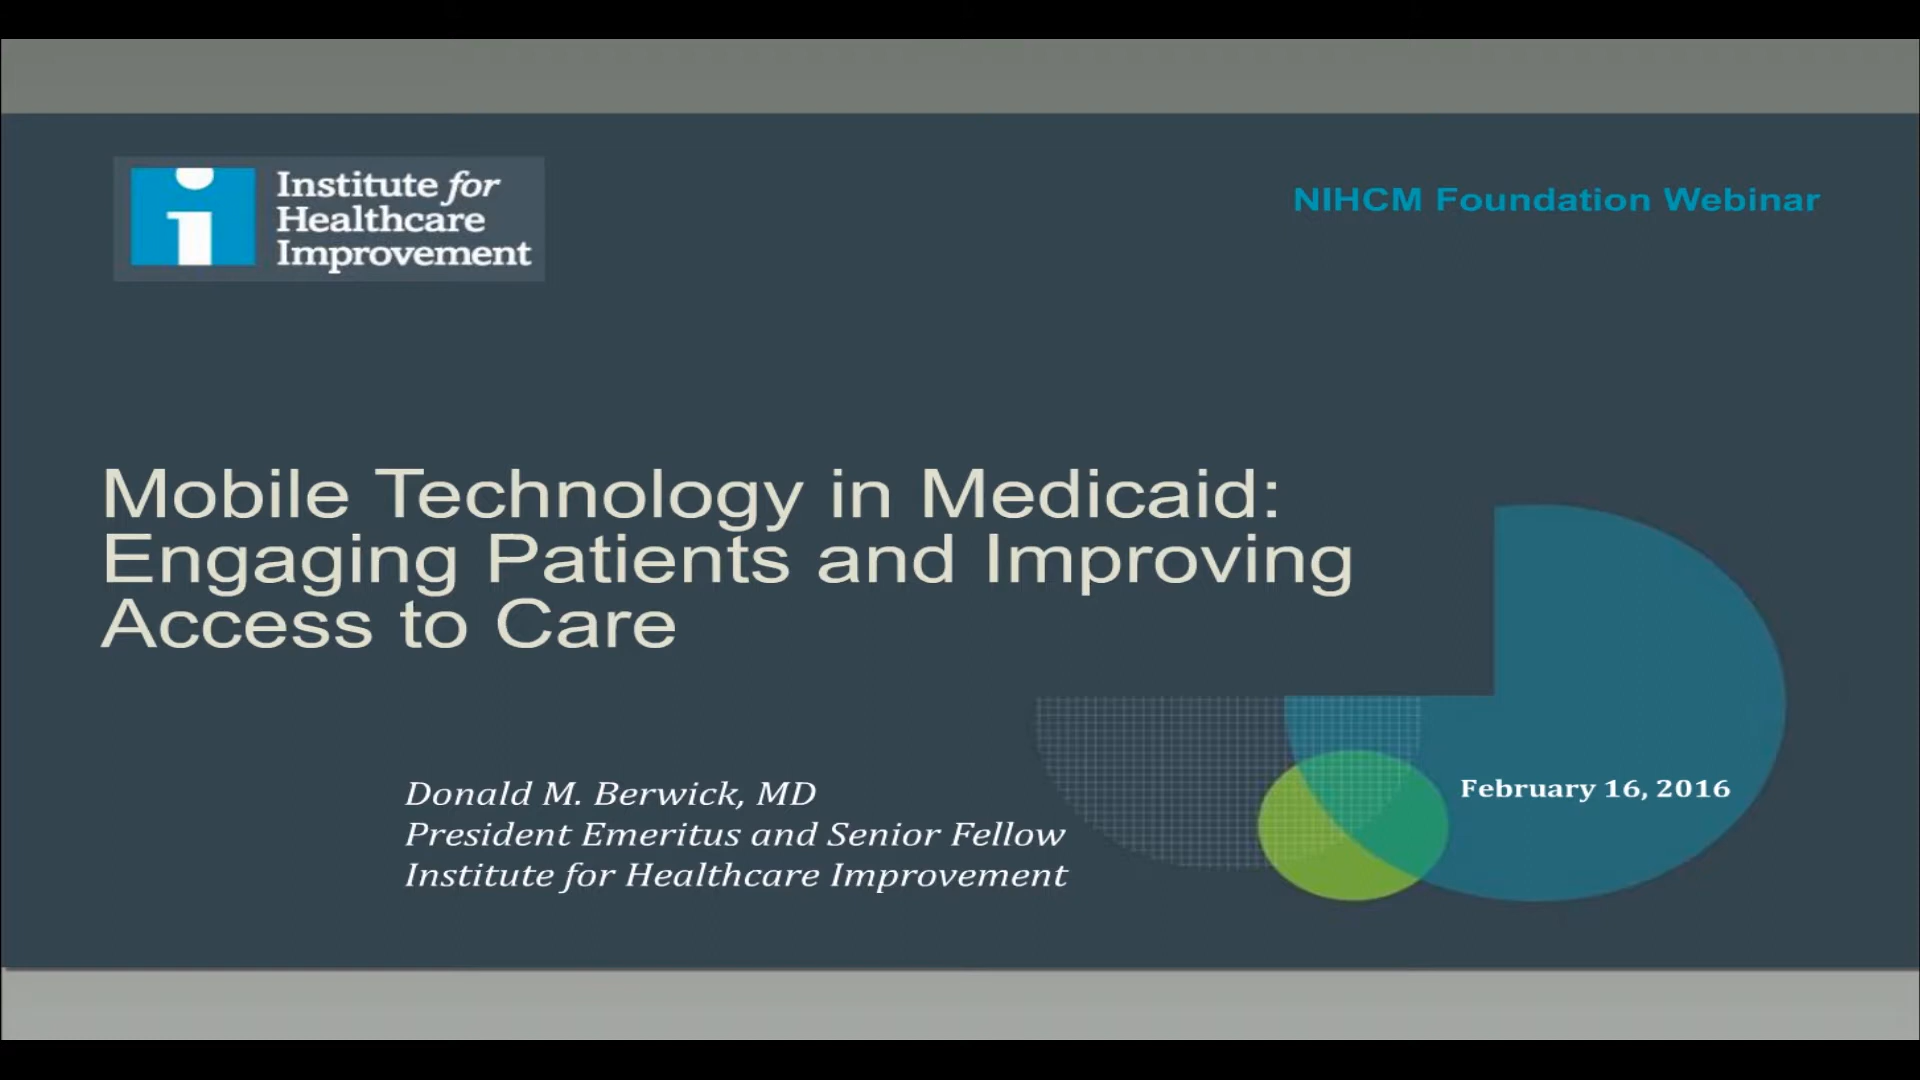 Institute for
Healthcare
Improvement
NIHCM Foundation Webinar
Mobile Technology in Medicaid:
Engaging Patients and Improving
Access to Care
Donald M. Berwick, MD
President Emeritus and Senior Fellow
Institute for Healthcare Improvement
February 16, 2016